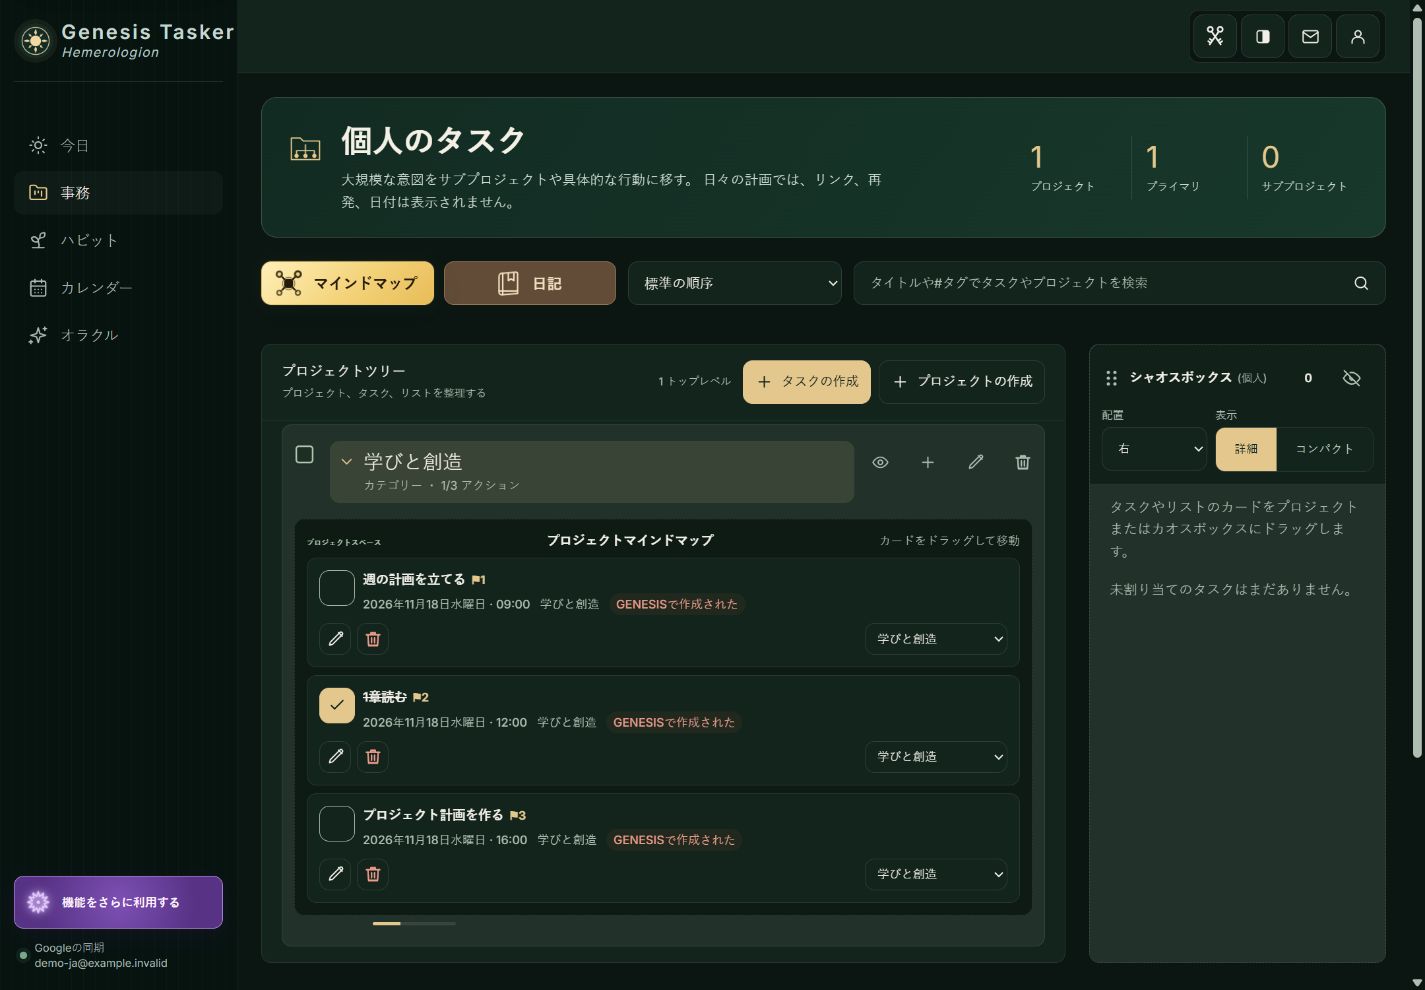 Genesis Tasker
Hemerologion
今日
事務
ハビット
カレンダー
オラクル
機能をさらに利用する
Googleの同期
demo-ja@example.invalid
個人のタスク
大規模な意図をサブプロジェクトや具体的な行動に移す。 日々の計画では、リンク、再
発、日付は表示されません。
1
プロジェクト
1
プライマリ
0
サブプロジェクト
マインドマップ
日記
標準の順序
タイトルや#タグでタスクやプロジェクトを検索
プロジェクトツリー
プロジェクト、タスク、リストを整理する
1 トップレベル
タスクの作成
プロジェクトの作成
学びと創造
カテゴリー ・ 1/3 アクション
プロジェクトスペース
プロジェクトマインドマップ
カードをドラッグして移動
週の計画を立てる 1
2026年11月18日水曜日 · 09:00 学びと創造 GENESISで作成された
学びと創造
1章読む 2
2026年11月18日水曜日 · 12:00 学びと創造 GENESISで作成された
学びと創造
プロジェクト計画を作る 3
2026年11月18日水曜日 · 16:00 学びと創造 GENESISで作成された
学びと創造
シャオスボックス (個人) 0
配置
表示
右
詳細
コンパクト
タスクやリストのカードをプロジェクト
またはカオスボックスにドラッグしま
す。
未割り当てのタスクはまだありません。